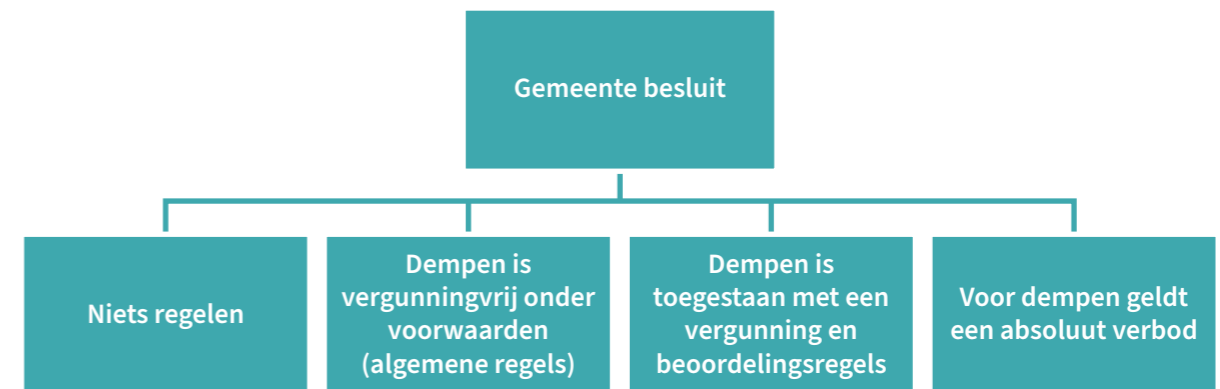 Gemeente besluit
Niets regelen
Dempen is
vergunningvrij onder
voorwaarden
(algemene regels)
Dempen is
toegestaan met een
vergunning en
beoordelingsregels
Voor dempen geldt
een absoluut verbod